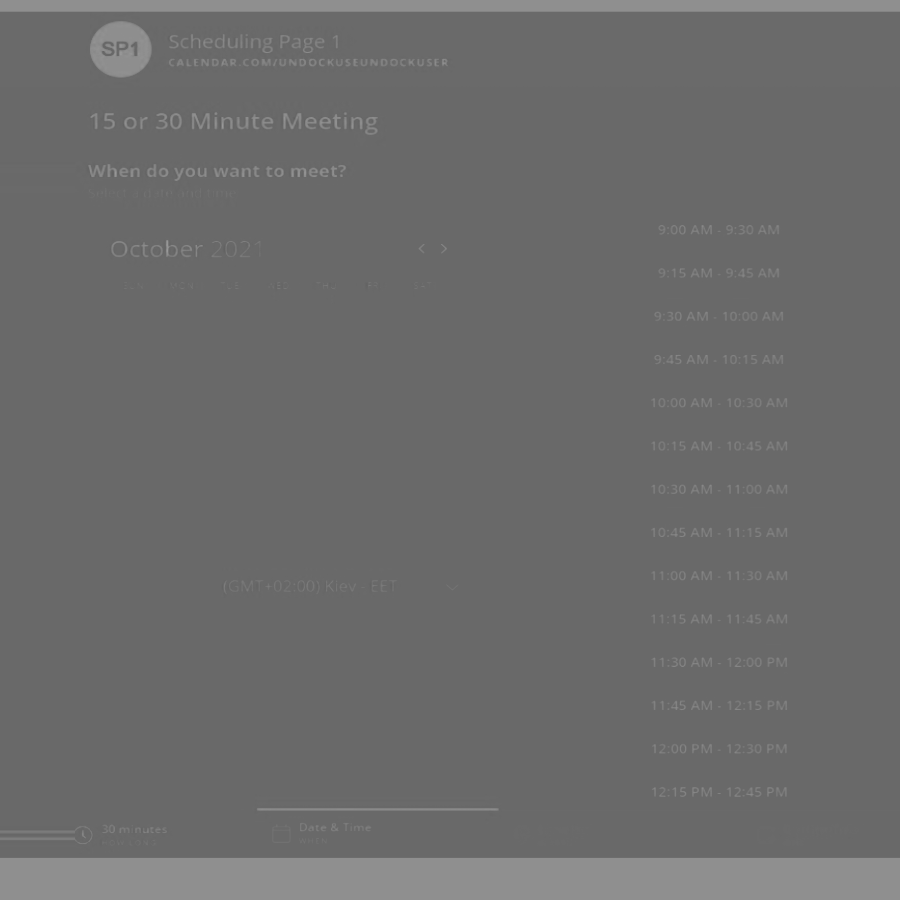 SP1
Scheduling Page 1
CALENDAR.COM/UNDOCKUSEUNDOCKUSER
15 or 30 Minute Meeting
When do you want to meet?
Select a date and time
October 2021
SUN MON TUE WED THU FRI SAT
9:00 AM - 9:30 AM
9:15 AM - 9:45 AM
9:30 AM - 10:00 AM
9:45 AM - 10:15 AM
10:00 AM - 10:30 AM
10:15 AM - 10:45 AM
10:30 AM - 11:00 AM
10:45 AM - 11:15 AM
11:00 AM - 11:30 AM
(GMT+02:00) Kiev - EET
11:15 AM - 11:45 AM
11:30 AM - 12:00 PM
11:45 AM - 12:15 PM
12:00 PM - 12:30 PM
12:15 PM - 12:45 PM
30 minutes
Date & Time